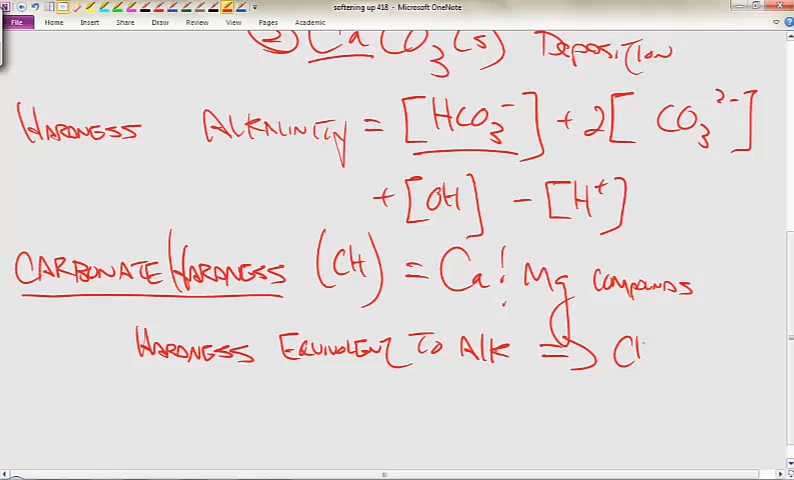 softening up 418 - Microsoft OneNote
File Home Insert Share Draw Review View Pages Academic
② CaCO₃(s) DEPOSITION
HARDNESS ALKALINITY = [HCO₃⁻] + 2[CO₃²⁻]
+ [OH] - [H⁺]
CARBONATE HARDNESS (CH) = Ca! Mg COMPOUNDS
HARDNESS EQUIVALENT TO Alk ⇒